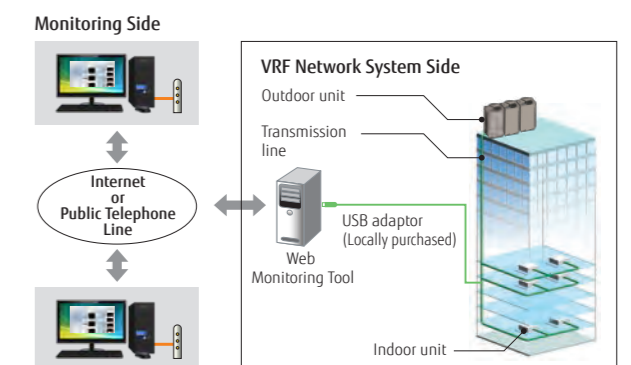 Monitoring Side
VRF Network System Side
Outdoor unit
Transmission
line
Internet
or
Public Telephone
Line
USB adaptor
(Locally purchased)
Web
Monitoring Tool
Indoor unit